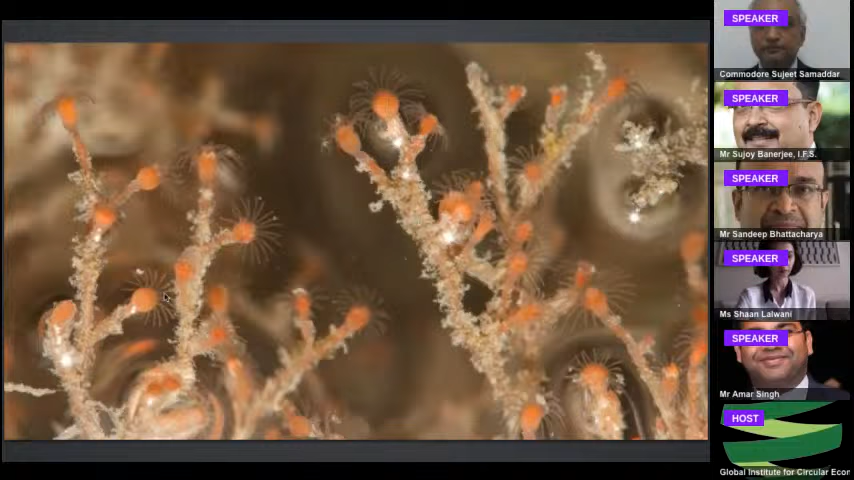 SPEAKER
Commodore Sujeet Samaddar
SPEAKER
Mr Sujoy Banerjee, I.F.S.
SPEAKER
Mr Sandeep Bhattacharya
SPEAKER
Ms Shaan Lalwani
SPEAKER
Mr Amar Singh
HOST
Global Institute for Circular Econ